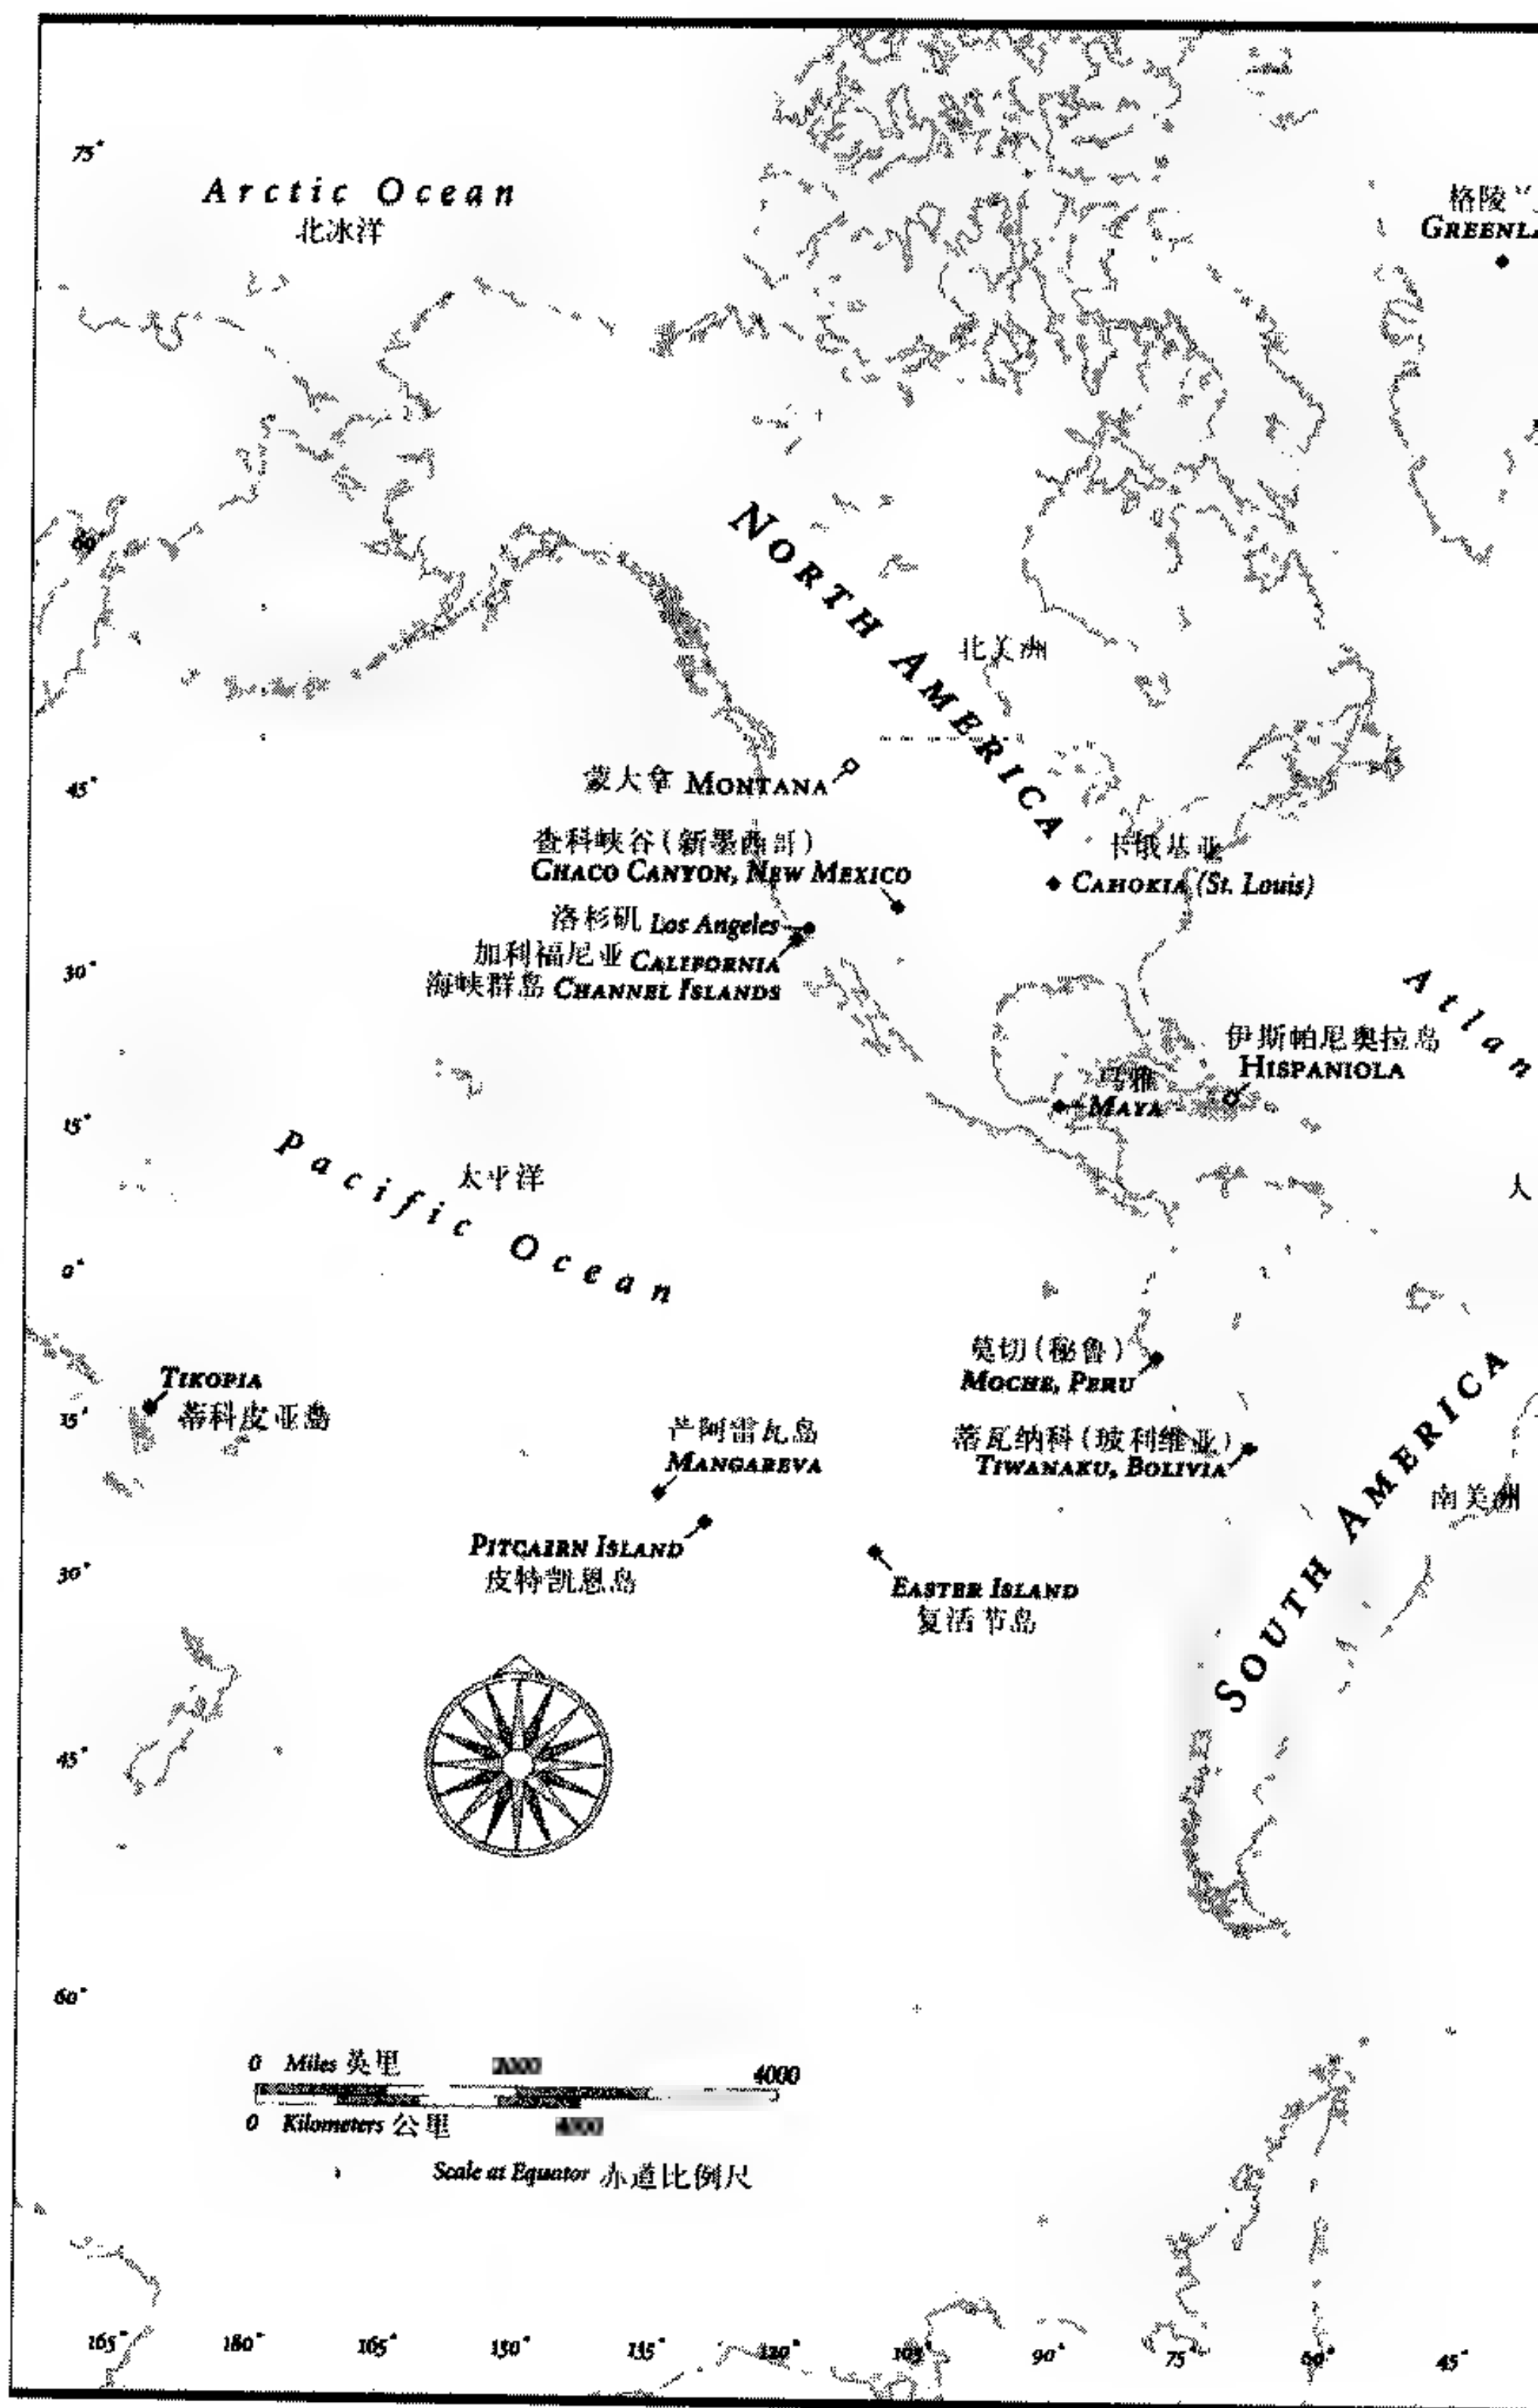 75°
Arctic Ocean
北冰洋
格陵
GREENLA
60°
NORTH AMERICA
北美洲
45°
蒙大拿 MONTANA
查科峡谷(新墨西哥)
CHACO CANYON, NEW MEXICO
卡俄基亚
CAHOKIA (St. Louis)
洛杉矶 Los Angeles
加利福尼亚 CALIFORNIA
海峡群岛 CHANNEL ISLANDS
30°
Atlan
伊斯帕尼奥拉岛
HISPANIOLA
玛雅
MAYA
15°
Pacific Ocean
太平洋
0°
莫切(秘鲁)
MOCHE, PERU
TIKOPIA
蒂科皮亚岛
15°
芒阿雷瓦岛
MANGAREVA
蒂瓦纳科(玻利维亚)
TIWANAKU, BOLIVIA
SOUTH AMERICA
南美洲
PITCAIRN ISLAND
皮特凯恩岛
30°
EASTER ISLAND
复活节岛
45°
60°
0 Miles 英里 2000 4000
0 Kilometers 公里 4000
Scale at Equator 赤道比例尺
165° 180° 165° 150° 135° 120° 105° 90° 75° 60° 45°